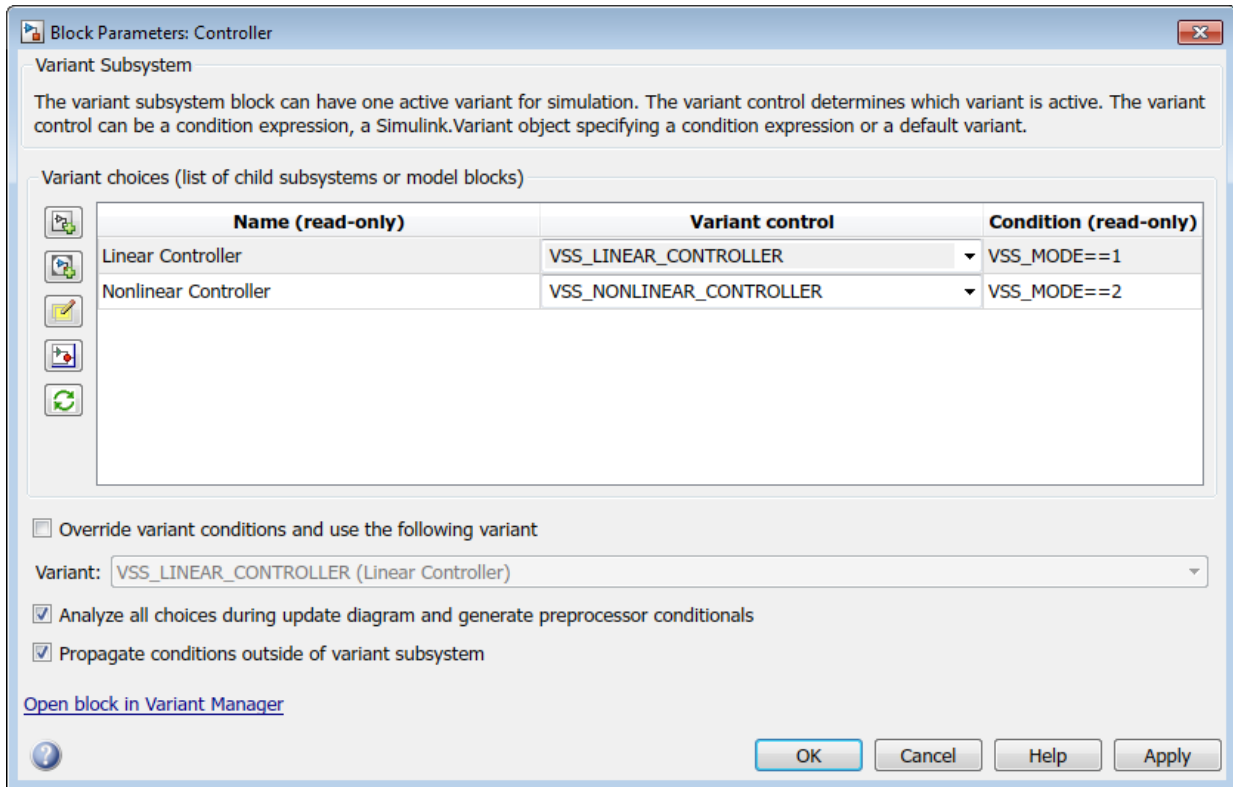 Block Parameters: Controller
Variant Subsystem
The variant subsystem block can have one active variant for simulation. The variant control determines which variant is active. The variant
control can be a condition expression, a Simulink.Variant object specifying a condition expression or a default variant.
Variant choices (list of child subsystems or model blocks)
Name (read-only) Variant control Condition (read-only)
Linear Controller VSS_LINEAR_CONTROLLER VSS_MODE==1
Nonlinear Controller VSS_NONLINEAR_CONTROLLER VSS_MODE==2
Override variant conditions and use the following variant
Variant: VSS_LINEAR_CONTROLLER (Linear Controller)
Analyze all choices during update diagram and generate preprocessor conditionals
Propagate conditions outside of variant subsystem
Open block in Variant Manager
OK Cancel Help Apply